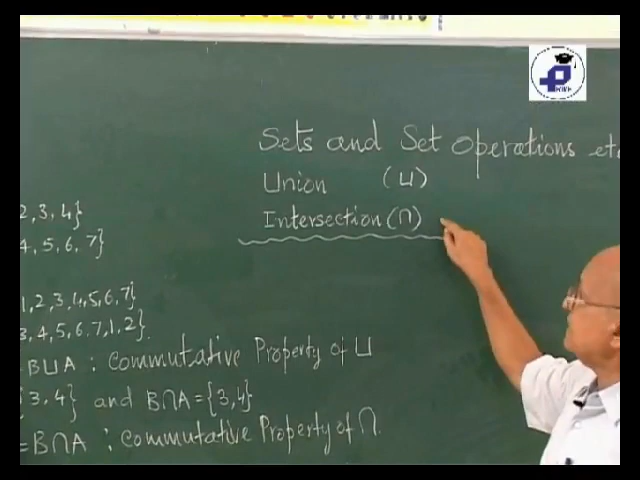 Sets and Set Operations etc.
Union (∪)
Intersection (∩)
2, 3, 4}
4, 5, 6, 7}
1, 2, 3, 4, 5, 6, 7}
3, 4, 5, 6, 7, 1, 2}.
= B∪A : Commutative Property of ∪
{3, 4} and B∩A = {3, 4}
= B∩A : Commutative Property of ∩.